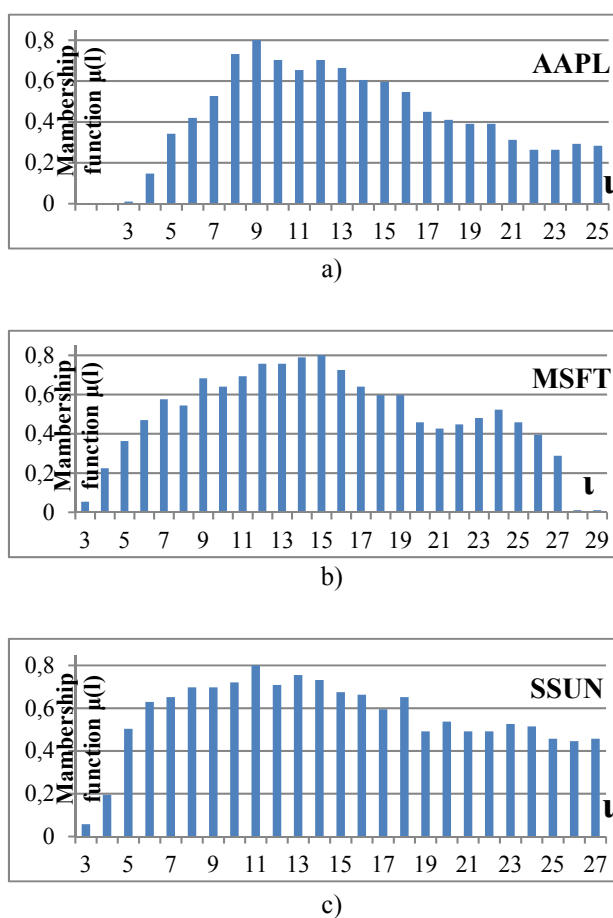 Mambership
function µ(l)
0,8
0,6
0,4
0,2
0
AAPL
ι
3 5 7 9 11 13 15 17 19 21 23 25
a)
Mambership
function µ(l)
0,8
0,6
0,4
0,2
0
MSFT
ι
3 5 7 9 11 13 15 17 19 21 23 25 27 29
b)
Mambership
function µ(l)
0,8
0,6
0,4
0,2
0
SSUN
ι
3 5 7 9 11 13 15 17 19 21 23 25 27
c)